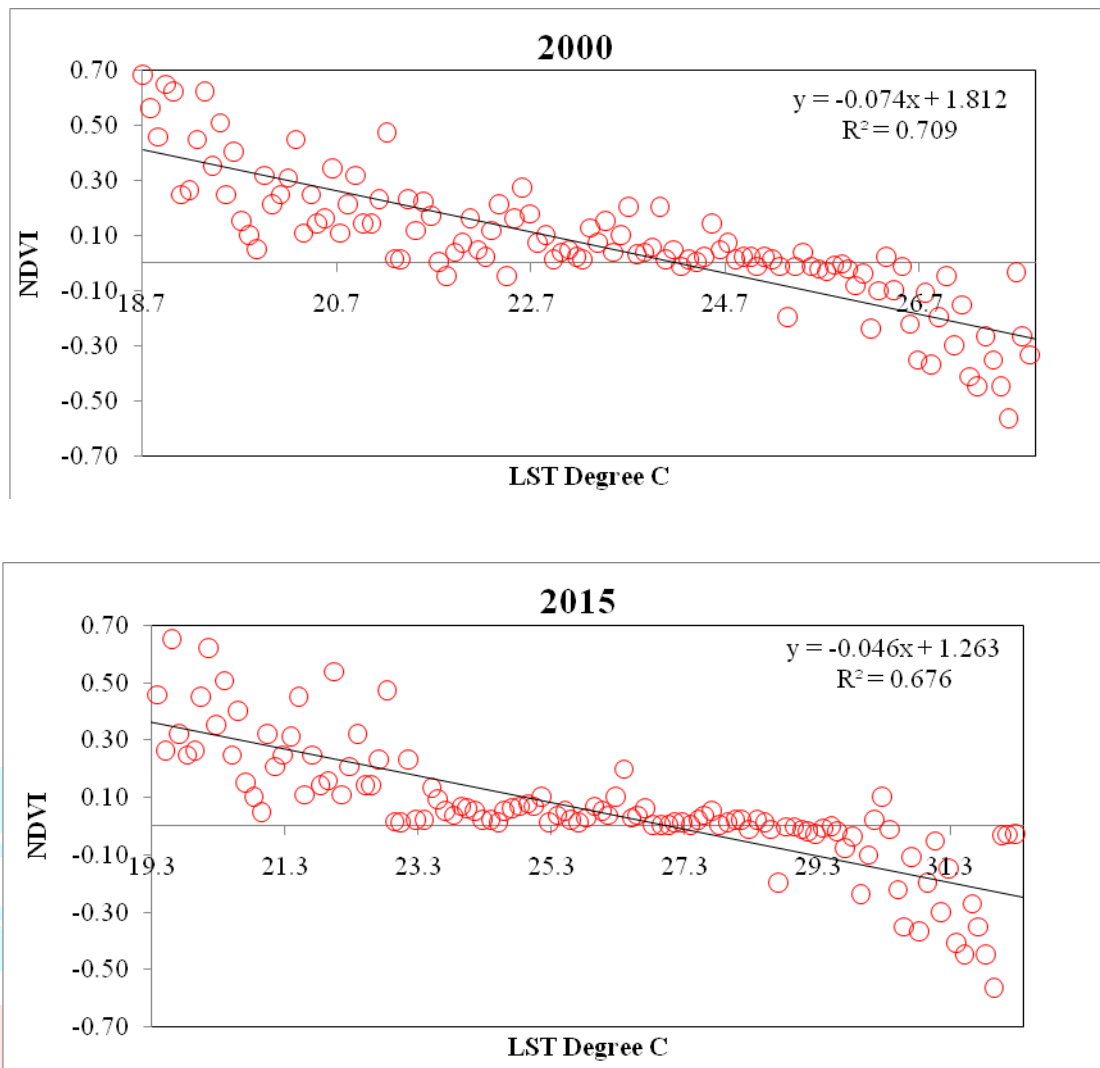 2000
0.70
y = -0.074x + 1.812
R² = 0.709
0.50
0.30
0.10
NDVI
-0.10
18.7 20.7 22.7 24.7 26.7
-0.30
-0.50
-0.70
LST Degree C
2015
0.70
y = -0.046x + 1.263
R² = 0.676
0.50
0.30
0.10
NDVI
-0.10
19.3 21.3 23.3 25.3 27.3 29.3 31.3
-0.30
-0.50
-0.70
LST Degree C